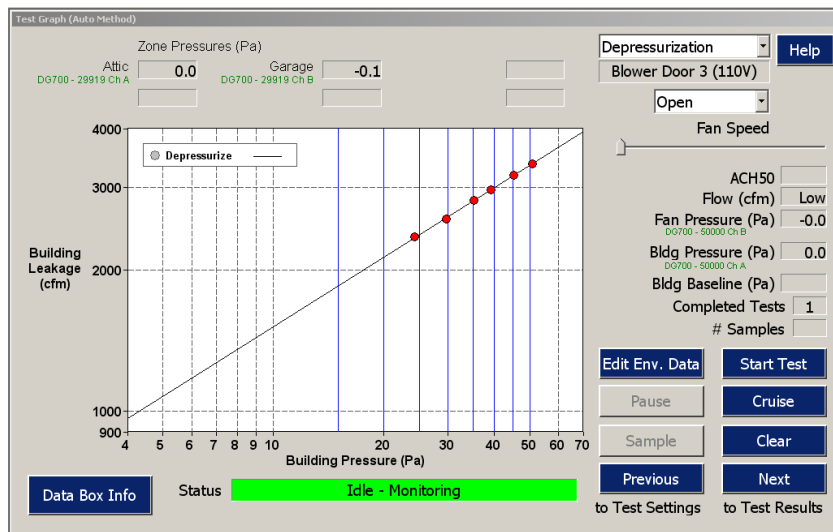 Test Graph (Auto Method)
Zone Pressures (Pa)
Attic 0.0 Garage -0.1
DG700 - 29919 Ch A DG700 - 29919 Ch B
Depressurization Help
Blower Door 3 (110V)
Open
Fan Speed
4000
3000
2000
1000
900
Depressurize
Building
Leakage
(cfm)
4 5 6 7 8 9 10 20 30 40 50 60 70
Building Pressure (Pa)
ACH50
Flow (cfm) Low
Fan Pressure (Pa) -0.0
DG700 - 50000 Ch B
Bldg Pressure (Pa) 0.0
DG700 - 50000 Ch A
Bldg Baseline (Pa)
Completed Tests 1
# Samples
Edit Env. Data Start Test
Pause Cruise
Sample Clear
Previous Next
to Test Settings to Test Results
Data Box Info Status Idle - Monitoring